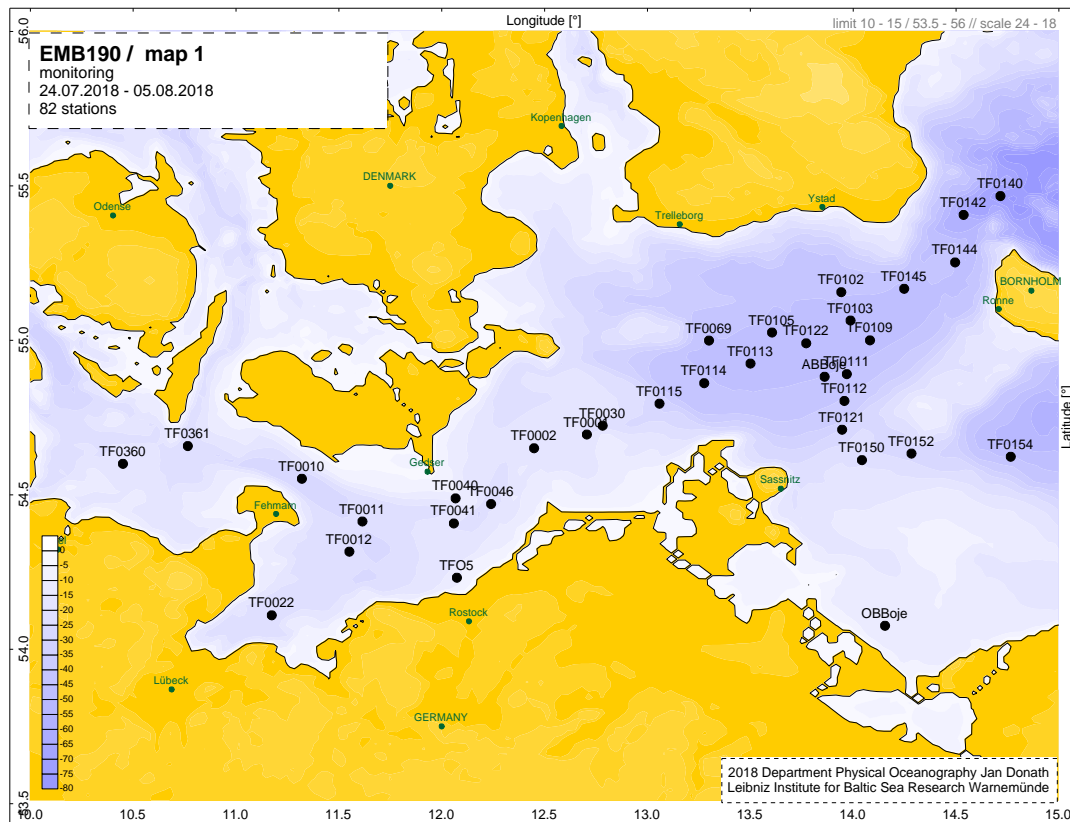 Longitude [°]
limit 10 - 15 / 53.5 - 56 // scale 24 - 18
56.0
EMB190 / map 1
monitoring
24.07.2018 - 05.08.2018
82 stations
Kopenhagen
DENMARK
55.5
Odense
Ystad
Trelleborg
TF0140
TF0142
TF0144
BORNHOLM
Ronne
TF0145
TF0102
TF0103
TF0105
TF0109
TF0122
TF0069
55.0
TF0113
TF0111
ABBoje
TF0114
TF0112
TF0115
TF0121
TF0030
TF0002
TF0150
TF0152
TF0154
Latitude [°]
TF0361
TF0360
TF0010
Gedser
Sassnitz
54.5
TF0040
TF0046
Fehmarn
TF0011
TF0041
TF0012
TFO5
TF0022
Rostock
OBBoje
54.0
Lübeck
GERMANY
0
-5
-10
-15
-20
-25
-30
-35
-40
-45
-50
-55
-60
-65
-70
-75
-80
2018 Department Physical Oceanography Jan Donath
Leibniz Institute for Baltic Sea Research Warnemünde
53.5
10.0
10.5
11.0
11.5
12.0
12.5
13.0
13.5
14.0
14.5
15.0